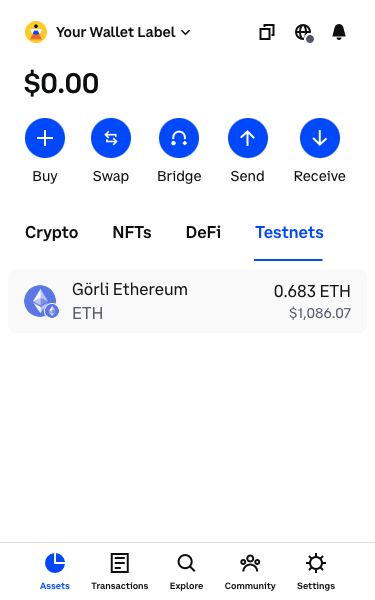 Your Wallet Label
$0.00
Buy Swap Bridge Send Receive
Crypto NFTs DeFi Testnets
Görli Ethereum 0.683 ETH
ETH $1,086.07
Assets Transactions Explore Community Settings